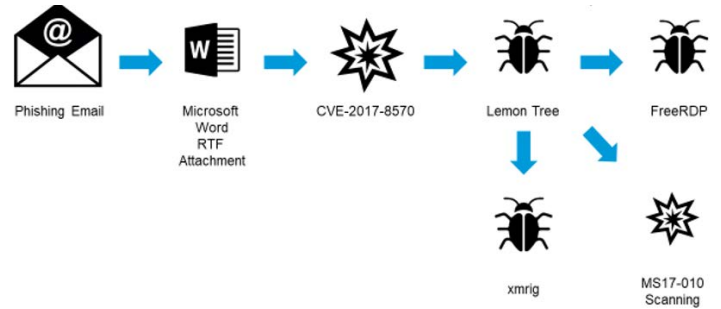 @
W
Phishing Email
Microsoft
Word
RTF
Attachment
CVE-2017-8570
Lemon Tree
FreeRDP
xmrig
MS17-010
Scanning